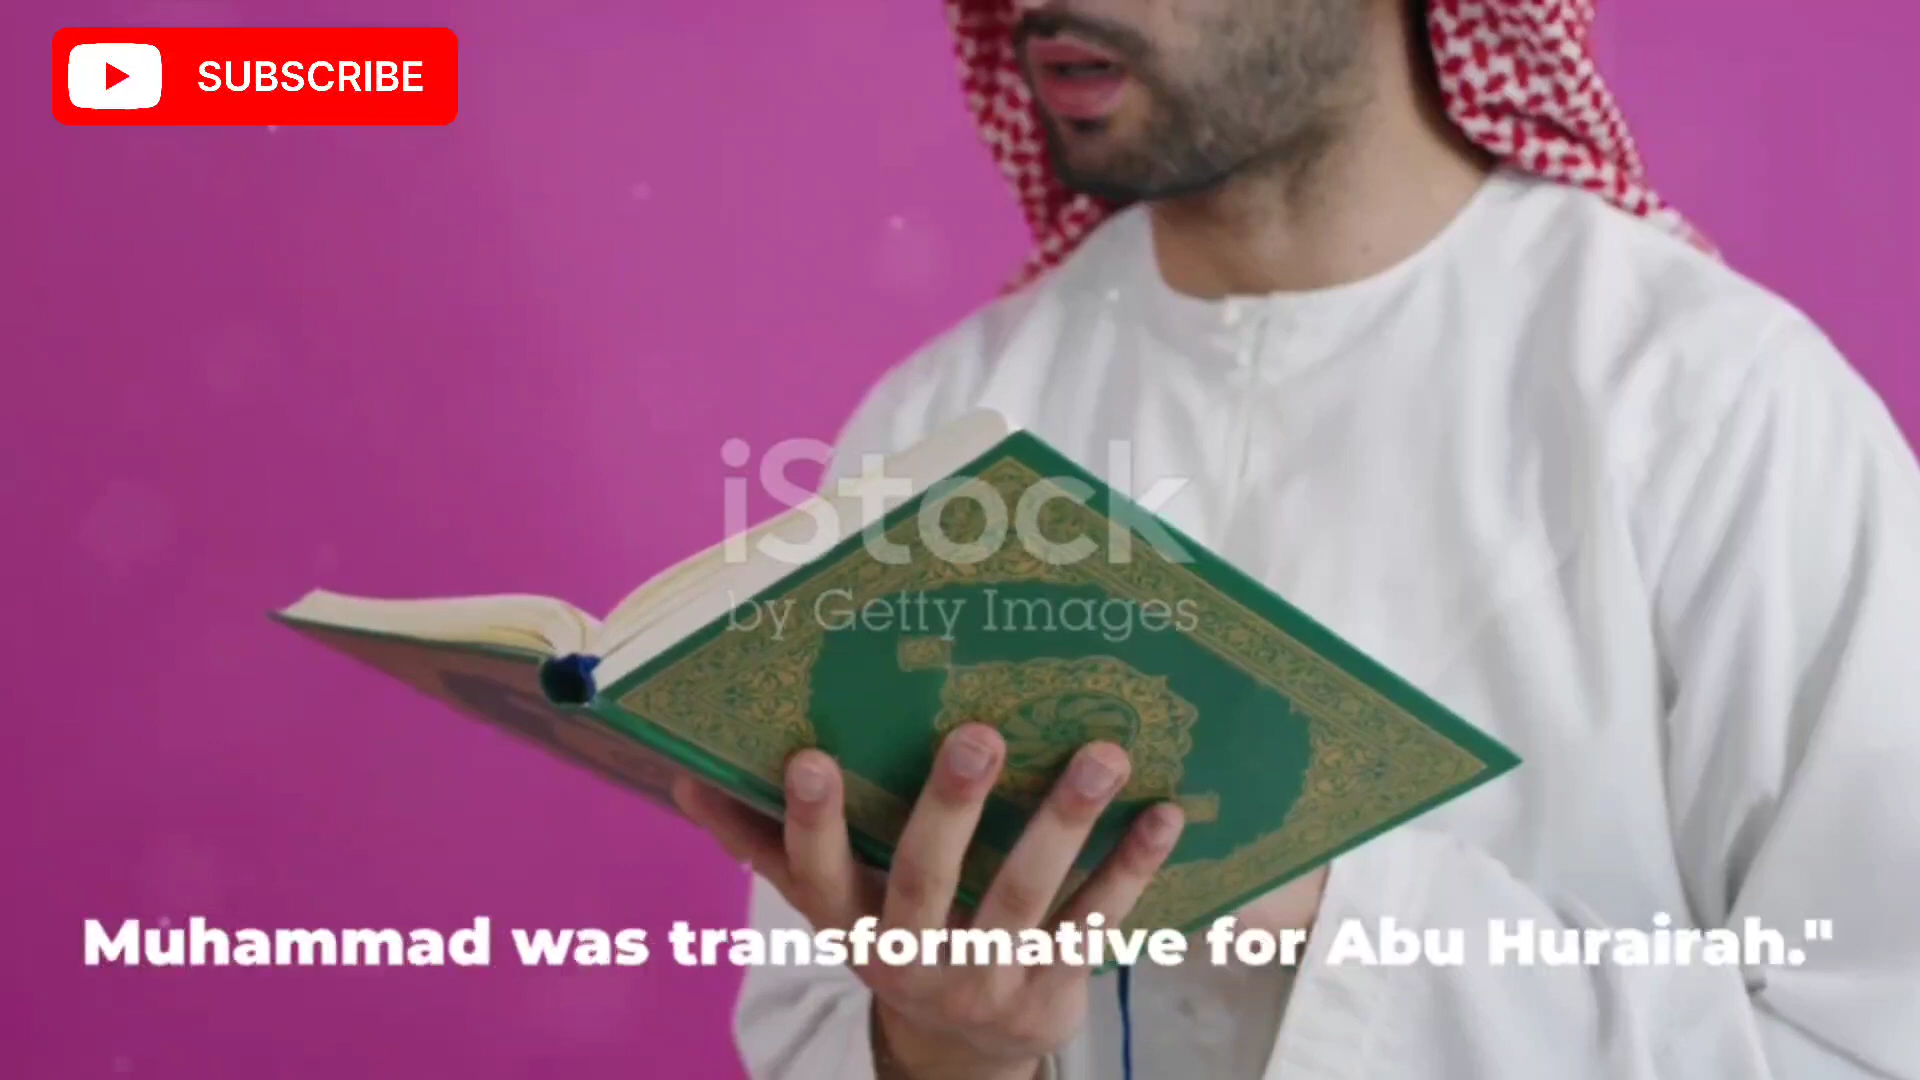 SUBSCRIBE
iStock
by Getty Images
Muhammad was transformative for Abu Hurairah."